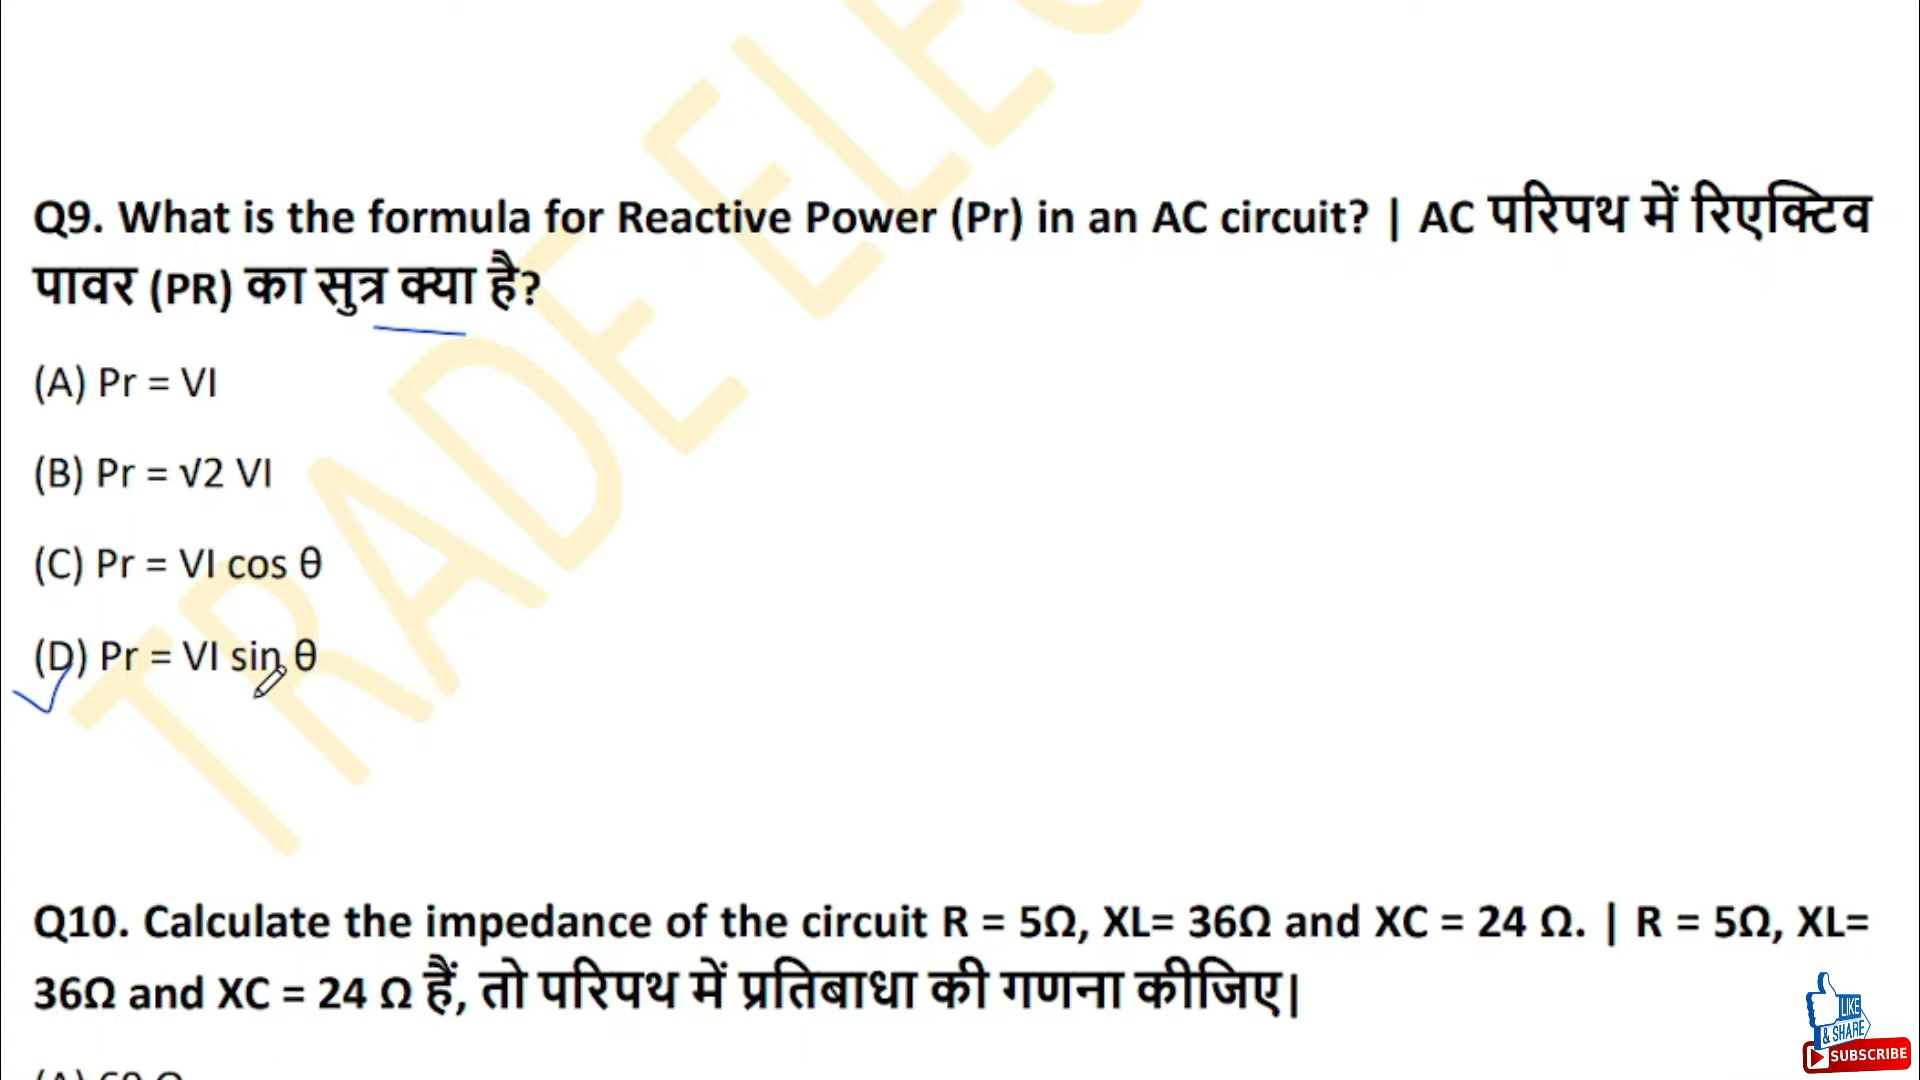 TRADE ELEC
Q9. What is the formula for Reactive Power (Pr) in an AC circuit? | AC परिपथ में रिएक्टिव
पावर (PR) का सुत्र क्या है?
(A) Pr = VI
(B) Pr = √2 VI
(C) Pr = VI cos θ
(D) Pr = VI sin θ
Q10. Calculate the impedance of the circuit R = 5Ω, XL= 36Ω and XC = 24 Ω. | R = 5Ω, XL=
36Ω and XC = 24 Ω हैं, तो परिपथ में प्रतिबाधा की गणना कीजिए|
LIKE
& SHARE
SUBSCRIBE